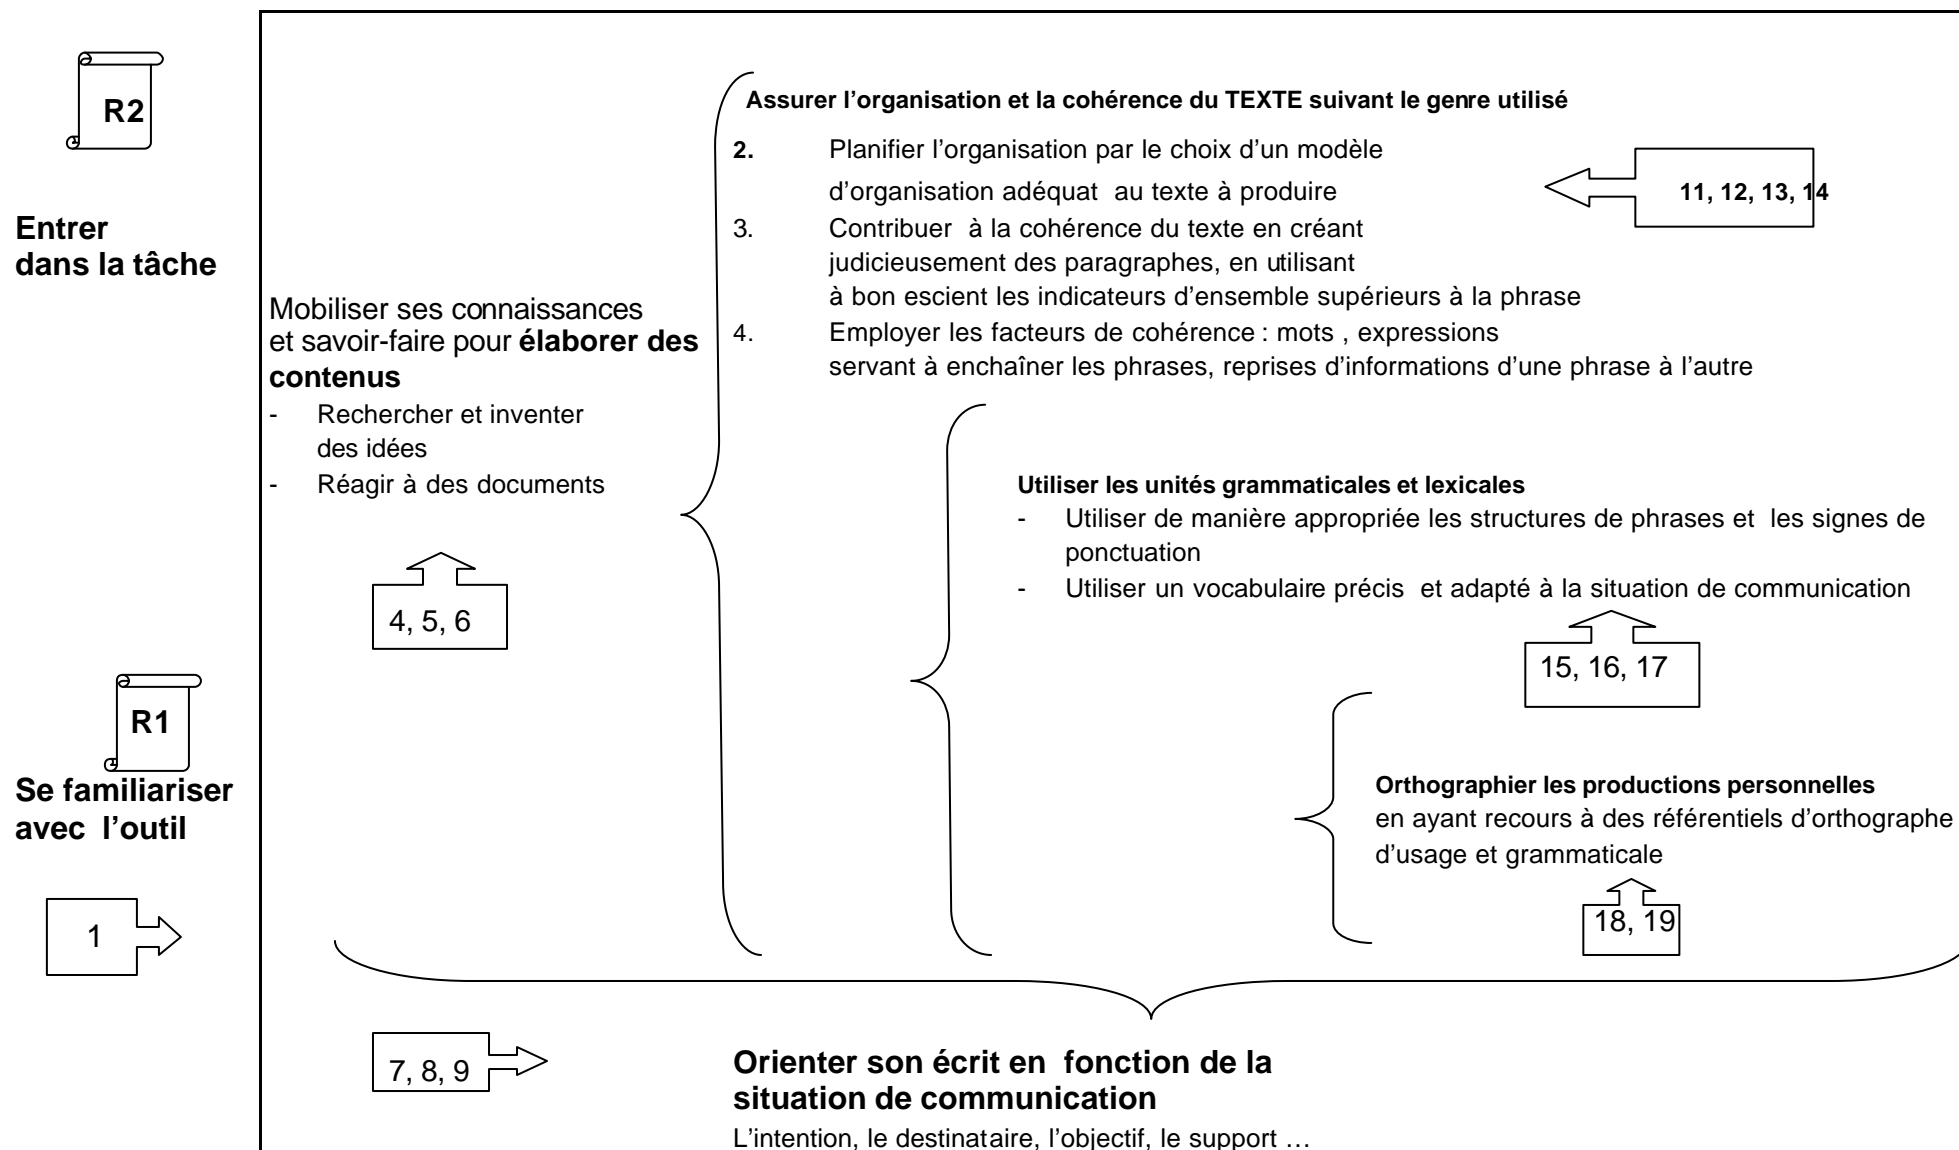 R2
Entrer
dans la tâche
R1
Se familiariser
avec l’outil
1
Mobiliser ses connaissances
et savoir-faire pour élaborer des
contenus
- Rechercher et inventer
des idées
- Réagir à des documents
4, 5, 6
Assurer l’organisation et la cohérence du TEXTE suivant le genre utilisé
2. Planifier l’organisation par le choix d’un modèle
d’organisation adéquat au texte à produire
3. Contribuer à la cohérence du texte en créant
judicieusement des paragraphes, en utilisant
à bon escient les indicateurs d’ensemble supérieurs à la phrase
4. Employer les facteurs de cohérence : mots , expressions
servant à enchaîner les phrases, reprises d’informations d’une phrase à l’autre
11, 12, 13, 14
Utiliser les unités grammaticales et lexicales
- Utiliser de manière appropriée les structures de phrases et les signes de
ponctuation
- Utiliser un vocabulaire précis et adapté à la situation de communication
15, 16, 17
Orthographier les productions personnelles
en ayant recours à des référentiels d’orthographe
d’usage et grammaticale
18, 19
7, 8, 9
Orienter son écrit en fonction de la
situation de communication
L’intention, le destinataire, l’objectif, le support …